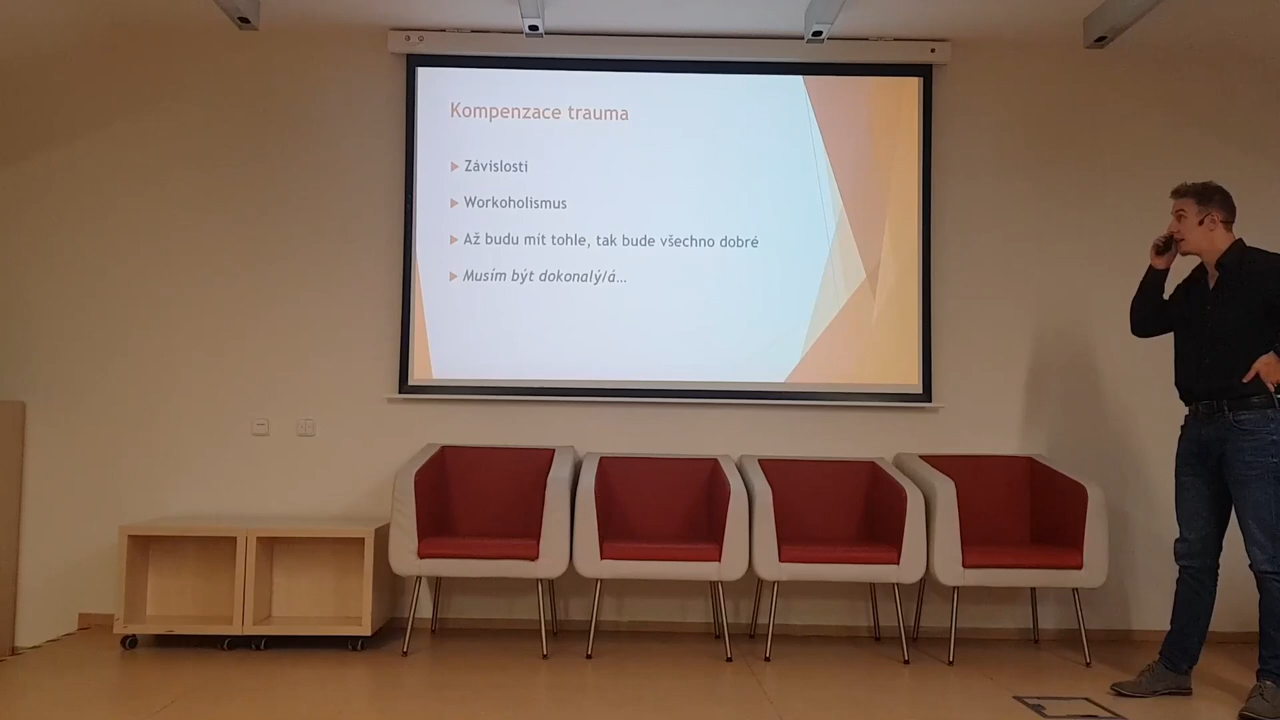 Kompenzace trauma
Závislosti
Workoholismus
Až budu mít tohle, tak bude všechno dobré
Musím být dokonalý/á…